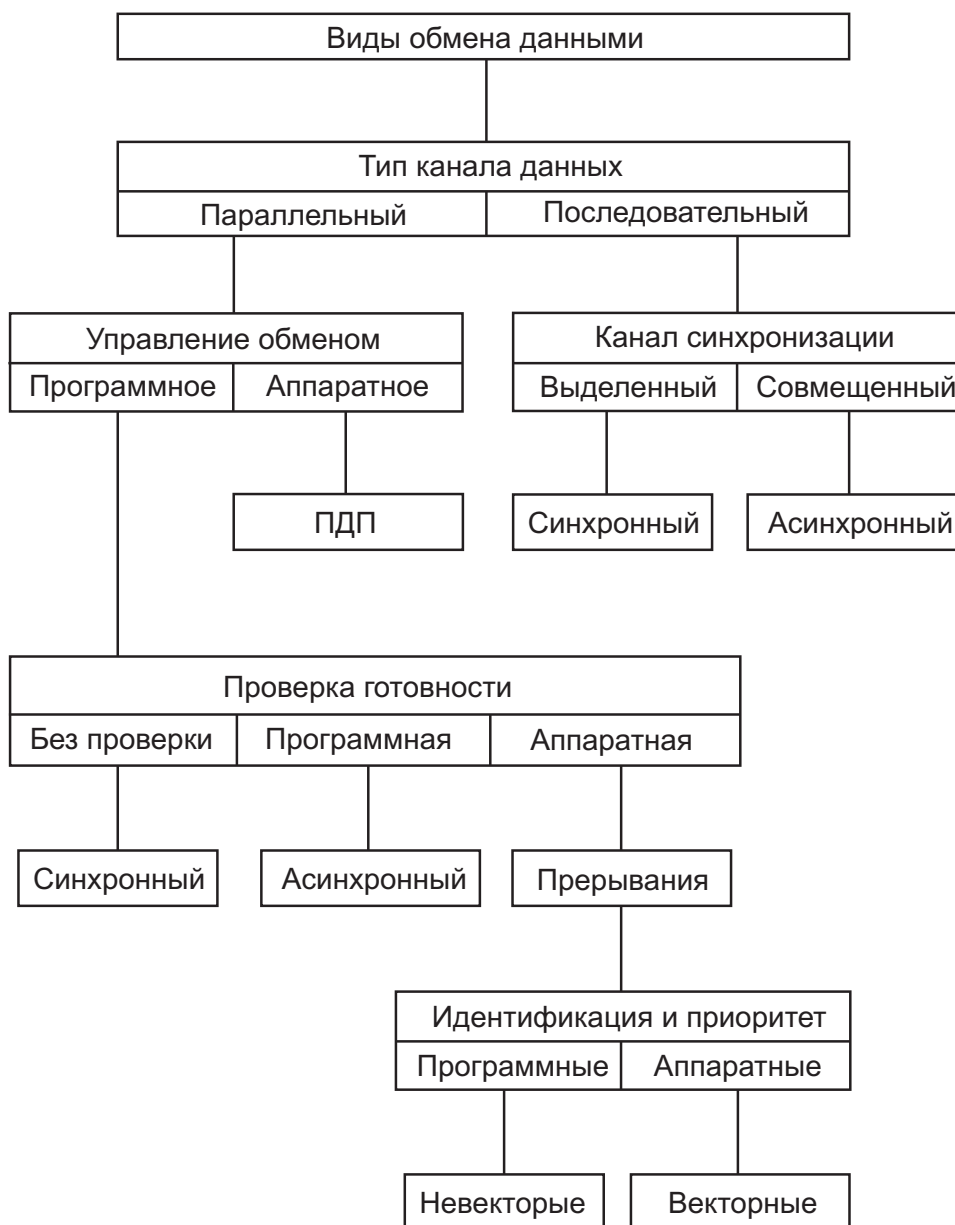 Виды обмена данными
Тип канала данных
Параллельный Последовательный
Управление обменом Канал синхронизации
Программное Аппаратное Выделенный Совмещенный
ПДП Синхронный Асинхронный
Проверка готовности
Без проверки Программная Аппаратная
Синхронный Асинхронный Прерывания
Идентификация и приоритет
Программные Аппаратные
Невекторые Векторные